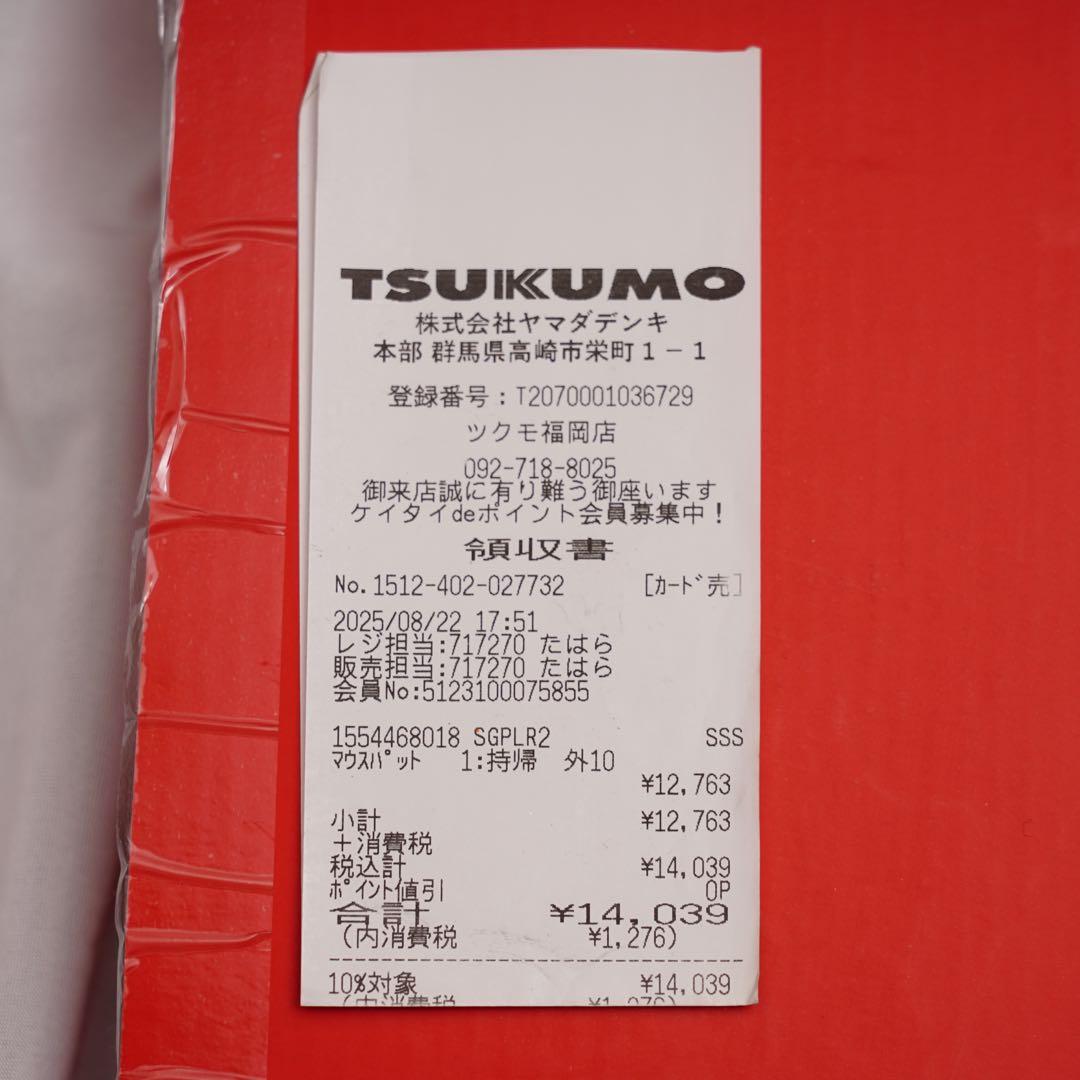 TSUKUMO
株式会社ヤマダデンキ
本部 群馬県高崎市栄町1-1
登録番号:T2070001036729
ツクモ福岡店
092-718-8025
御来店誠に有り難う御座います
ケイタイdeポイント会員募集中!
領収書
No.1512-402-027732 [カード売]
2025/08/22 17:51
レジ担当:717270 たはら
販売担当:717270 たはら
会員No:5123100075855
1554468018 SGPLR2 SSS
マウスパット 1:持帰 外10
¥12,763
小計 ¥12,763
+消費税
税込計 ¥14,039
ポイント値引 0P
合計 ¥14,039
(内消費税 ¥1,276)
10%対象 ¥14,039
(内消費税 ¥1,276)